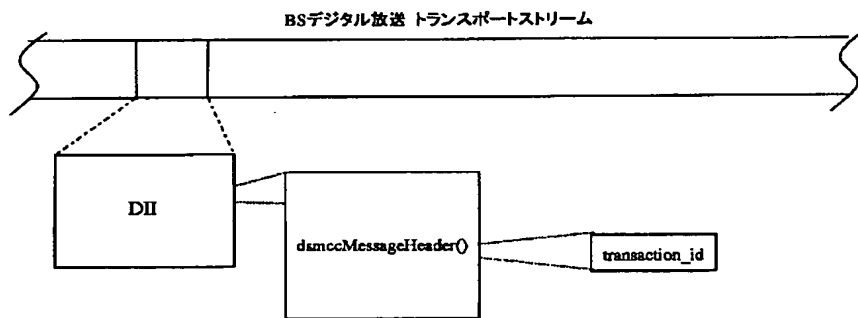 BSデジタル放送 トランスポートストリーム
DII
dsmccMessageHeader()
transaction_id